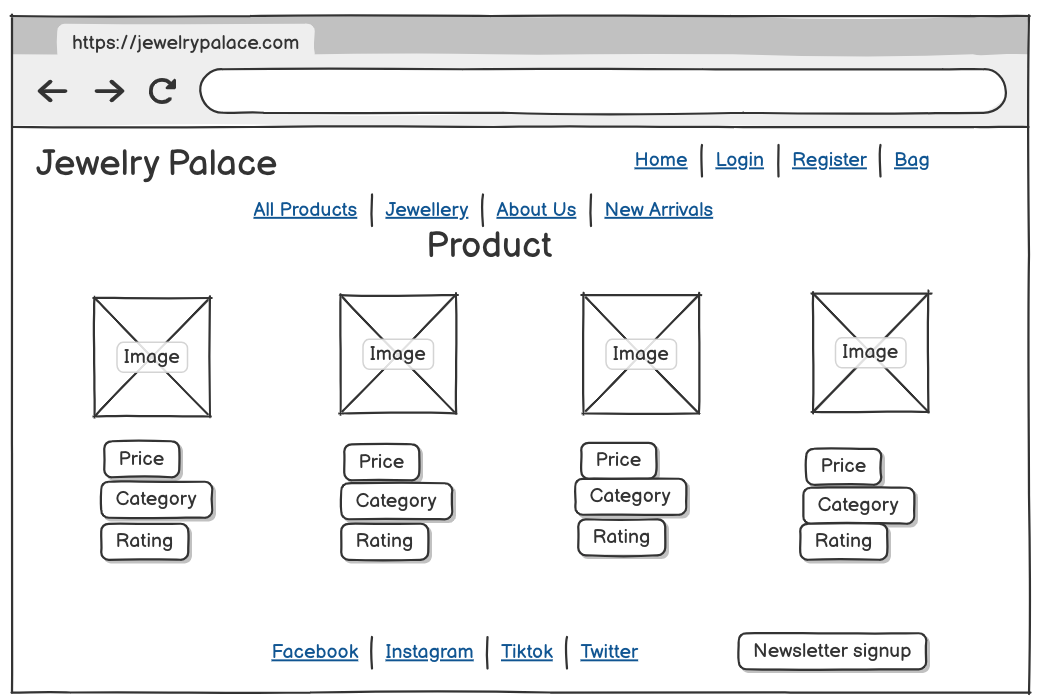 https://jewelrypalace.com
Jewelry Palace
Home | Login | Register | Bag
All Products | Jewellery | About Us | New Arrivals
Product
Image Image Image Image
Price Price Price Price
Category Category Category Category
Rating Rating Rating Rating
Facebook | Instagram | Tiktok | Twitter Newsletter signup